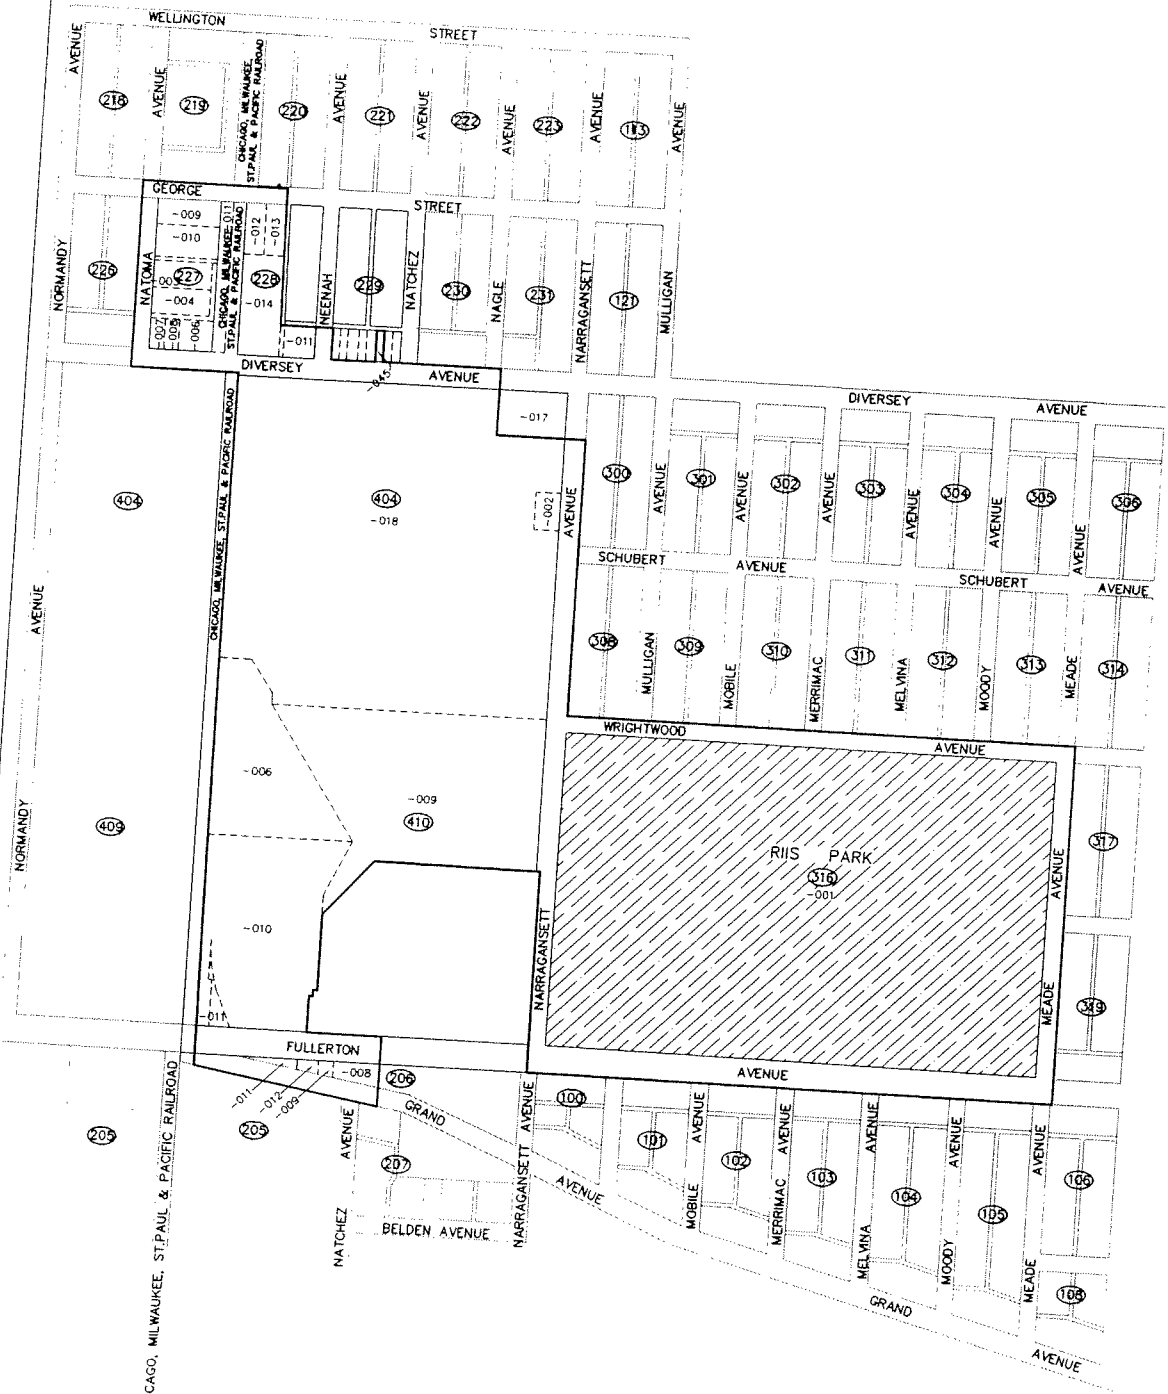 WELLINGTON
STREET
AVENUE
AVENUE
CHICAGO, MILWAUKEE,
ST.PAUL & PACIFIC RAILROAD
AVENUE
AVENUE
AVENUE
AVENUE
AVENUE
218
219
220
221
222
223
113
GEORGE
STREET
NORMANDY
NATOMA
-009
-010
-004
-007
-006
CHICAGO, MILWAUKEE,
ST.PAUL & PACIFIC RAILROAD
-011
-012
-013
-014
226
227
228
229
230
231
121
NEENAH
NATCHEZ
NAGLE
NARRAGANSETT
MULLIGAN
-011
DIVERSEY
AVENUE
-045
DIVERSEY
AVENUE
-017
CHICAGO, MILWAUKEE, ST.PAUL & PACIFIC RAILROAD
404
404
-018
-002
AVENUE
300
301
302
303
304
305
306
AVENUE
AVENUE
AVENUE
AVENUE
AVENUE
AVENUE
SCHUBERT
AVENUE
SCHUBERT
AVENUE
AVENUE
308
309
310
311
312
313
314
MULLIGAN
MOBILE
MERRIMAC
MELVINA
MOODY
MEADE
WRIGHTWOOD
AVENUE
-006
-009
410
409
NORMANDY
RIIS PARK
316
-001
AVENUE
317
-010
NARRAGANSETT
MEADE
319
-011
FULLERTON
AVENUE
-011
-012
-009
-008
206
GRAND
AVENUE
205
205
207
100
101
102
103
104
105
106
108
CAGO, MILWAUKEE, ST.PAUL & PACIFIC RAILROAD
NATCHEZ
AVENUE
BELDEN AVENUE
NARRAGANSETT
AVENUE
MOBILE
AVENUE
MERRIMAC
AVENUE
MELVINA
AVENUE
MOODY
AVENUE
MEADE
AVENUE
GRAND
AVENUE